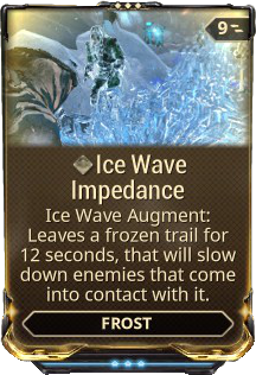 9
Ice Wave
Impedance
Ice Wave Augment:
Leaves a frozen trail for
12 seconds, that will slow
down enemies that come
into contact with it.
FROST